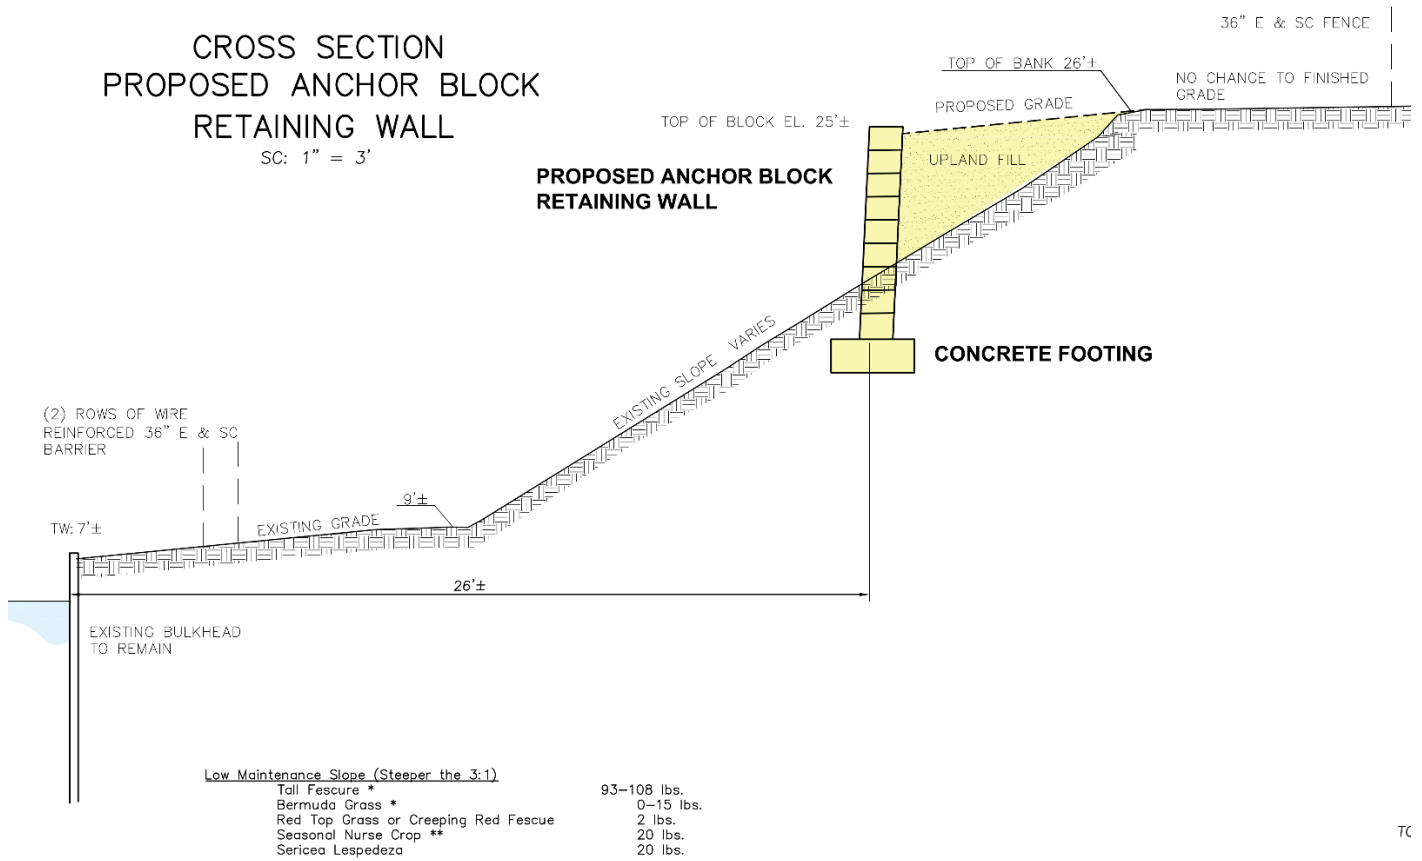 CROSS SECTION
PROPOSED ANCHOR BLOCK
RETAINING WALL
SC: 1" = 3'
36" E & SC FENCE
TOP OF BANK 26'±
NO CHANGE TO FINISHED
GRADE
PROPOSED GRADE
TOP OF BLOCK EL. 25'±
UPLAND FILL
PROPOSED ANCHOR BLOCK
RETAINING WALL
EXISTING SLOPE VARIES
CONCRETE FOOTING
(2) ROWS OF WIRE
REINFORCED 36" E & SC
BARRIER
9'±
EXISTING GRADE
TW: 7'±
26'±
EXISTING BULKHEAD
TO REMAIN
Low Maintenance Slope (Steeper the 3:1)
Tall Fescure * 93-108 lbs.
Bermuda Grass * 0-15 lbs.
Red Top Grass or Creeping Red Fescue 2 lbs.
Seasonal Nurse Crop ** 20 lbs.
Sericea Lespedeza 20 lbs.